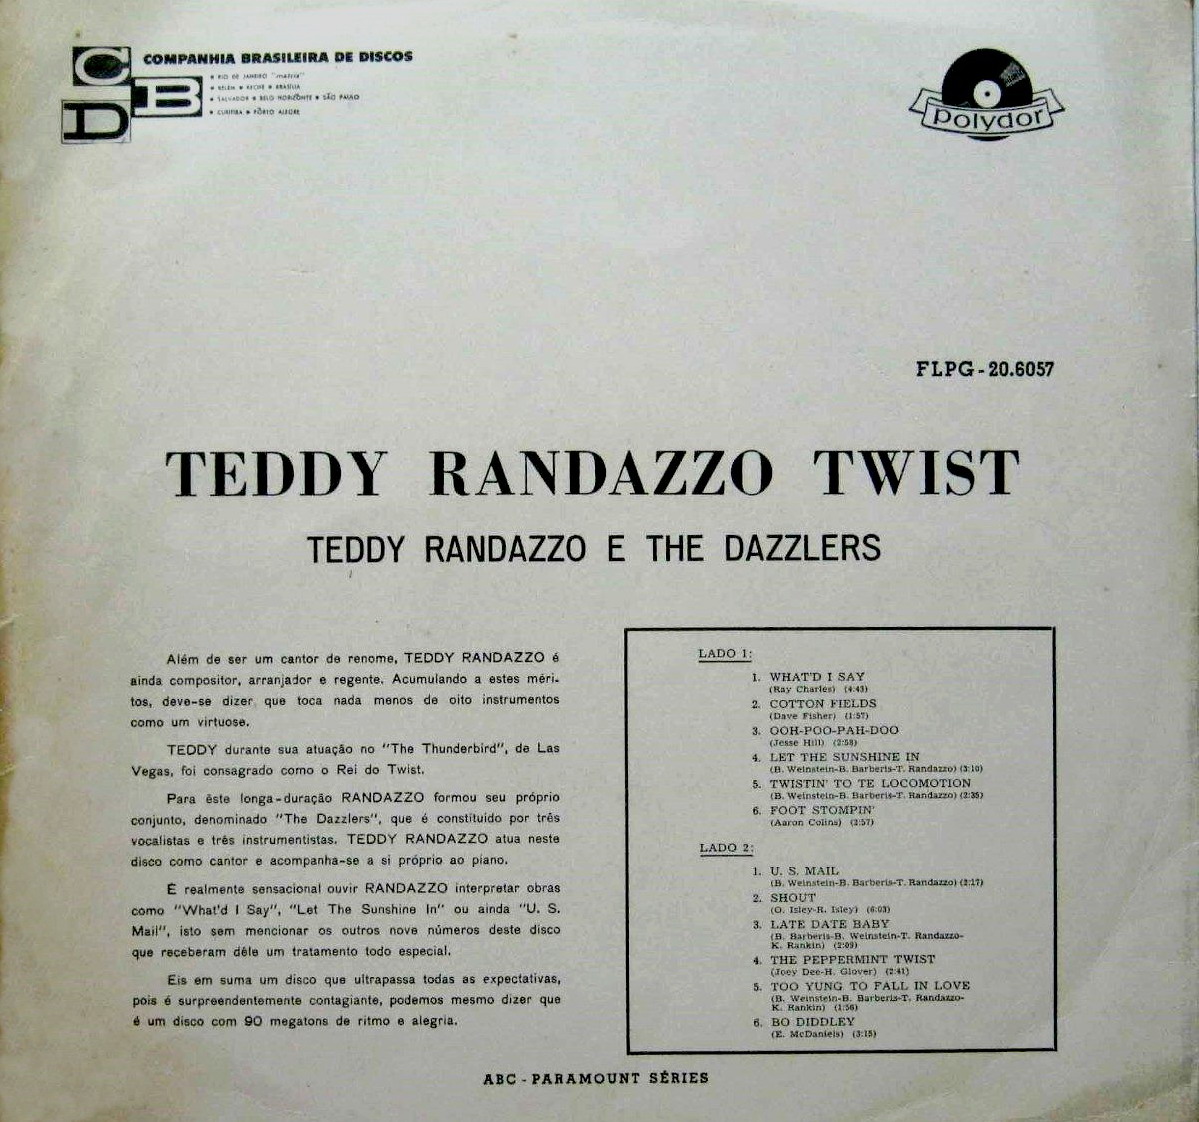 CBD
COMPANHIA BRASILEIRA DE DISCOS
• RIO DE JANEIRO "matriz"
• BELEM • RECIFE • BRASÍLIA
• SALVADOR • BELO HORIZONTE • SÃO PAULO
• CURITIBA • PÔRTO ALEGRE
polydor
FLPG-20.6057
TEDDY RANDAZZO TWIST
TEDDY RANDAZZO E THE DAZZLERS
Além de ser um cantor de renome, TEDDY RANDAZZO é
ainda compositor, arranjador e regente. Acumulando a estes méri-
tos, deve-se dizer que toca nada menos de oito instrumentos
como um virtuose.
TEDDY durante sua atuação no "The Thunderbird", de Las
Vegas, foi consagrado como o Rei do Twist.
Para êste longa-duração RANDAZZO formou seu próprio
conjunto, denominado "The Dazzlers", que é constituído por três
vocalistas e três instrumentistas. TEDDY RANDAZZO atua neste
disco como cantor e acompanha-se a si próprio ao piano.
É realmente sensacional ouvir RANDAZZO interpretar obras
como "What'd I Say", "Let The Sunshine In" ou ainda "U. S.
Mail", isto sem mencionar os outros nove números deste disco
que receberam dêle um tratamento todo especial.
Eis em suma um disco que ultrapassa todas as expectativas,
pois é surpreendentemente contagiante, podemos mesmo dizer que
é um disco com 90 megatons de ritmo e alegria.
LADO 1:
1. WHAT'D I SAY
(Ray Charles) (4:43)
2. COTTON FIELDS
(Dave Fisher) (1:57)
3. OOH-POO-PAH-DOO
(Jesse Hill) (2:58)
4. LET THE SUNSHINE IN
(B. Weinstein-B. Barberis-T. Randazzo) (3:10)
5. TWISTIN' TO TE LOCOMOTION
(B. Weinstein-B. Barberis-T. Randazzo) (2:35)
6. FOOT STOMPIN'
(Aaron Colins) (2:57)
LADO 2:
1. U. S. MAIL
(B. Weinstein-B. Barberis-T. Randazzo) (2:17)
2. SHOUT
(O. Isley-R. Isley) (6:03)
3. LATE DATE BABY
(B. Barberis-B. Weinstein-T. Randazzo-
K. Rankin) (2:09)
4. THE PEPPERMINT TWIST
(Joey Dee-H. Glover) (2:41)
5. TOO YUNG TO FALL IN LOVE
(B. Weinstein-B. Barberis-T. Randazzo-
K. Rankin) (1:56)
6. BO DIDDLEY
(E. McDaniels) (3:15)
ABC - PARAMOUNT SÉRIES